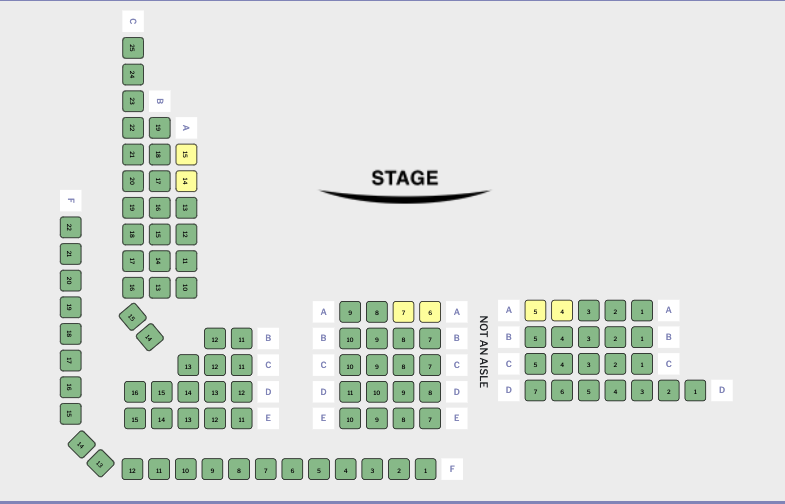 C
25
24
23 B
22 19 A
21 18 15
20 17 14
19 16 13
18 15 12
17 14 11
16 13 10
15
14
STAGE
F
22
21
20
19
18
17
16
15
14
13
12 11 B
13 12 11 C
16 15 14 13 12 D
15 14 13 12 11 E
A 9 8 7 6 A
B 10 9 8 7 B
C 10 9 8 7 C
D 11 10 9 8 D
E 10 9 8 7 E
NOT AN AISLE
A 5 4 3 2 1 A
B 5 4 3 2 1 B
C 5 4 3 2 1 C
D 7 6 5 4 3 2 1 D
12 11 10 9 8 7 6 5 4 3 2 1 F